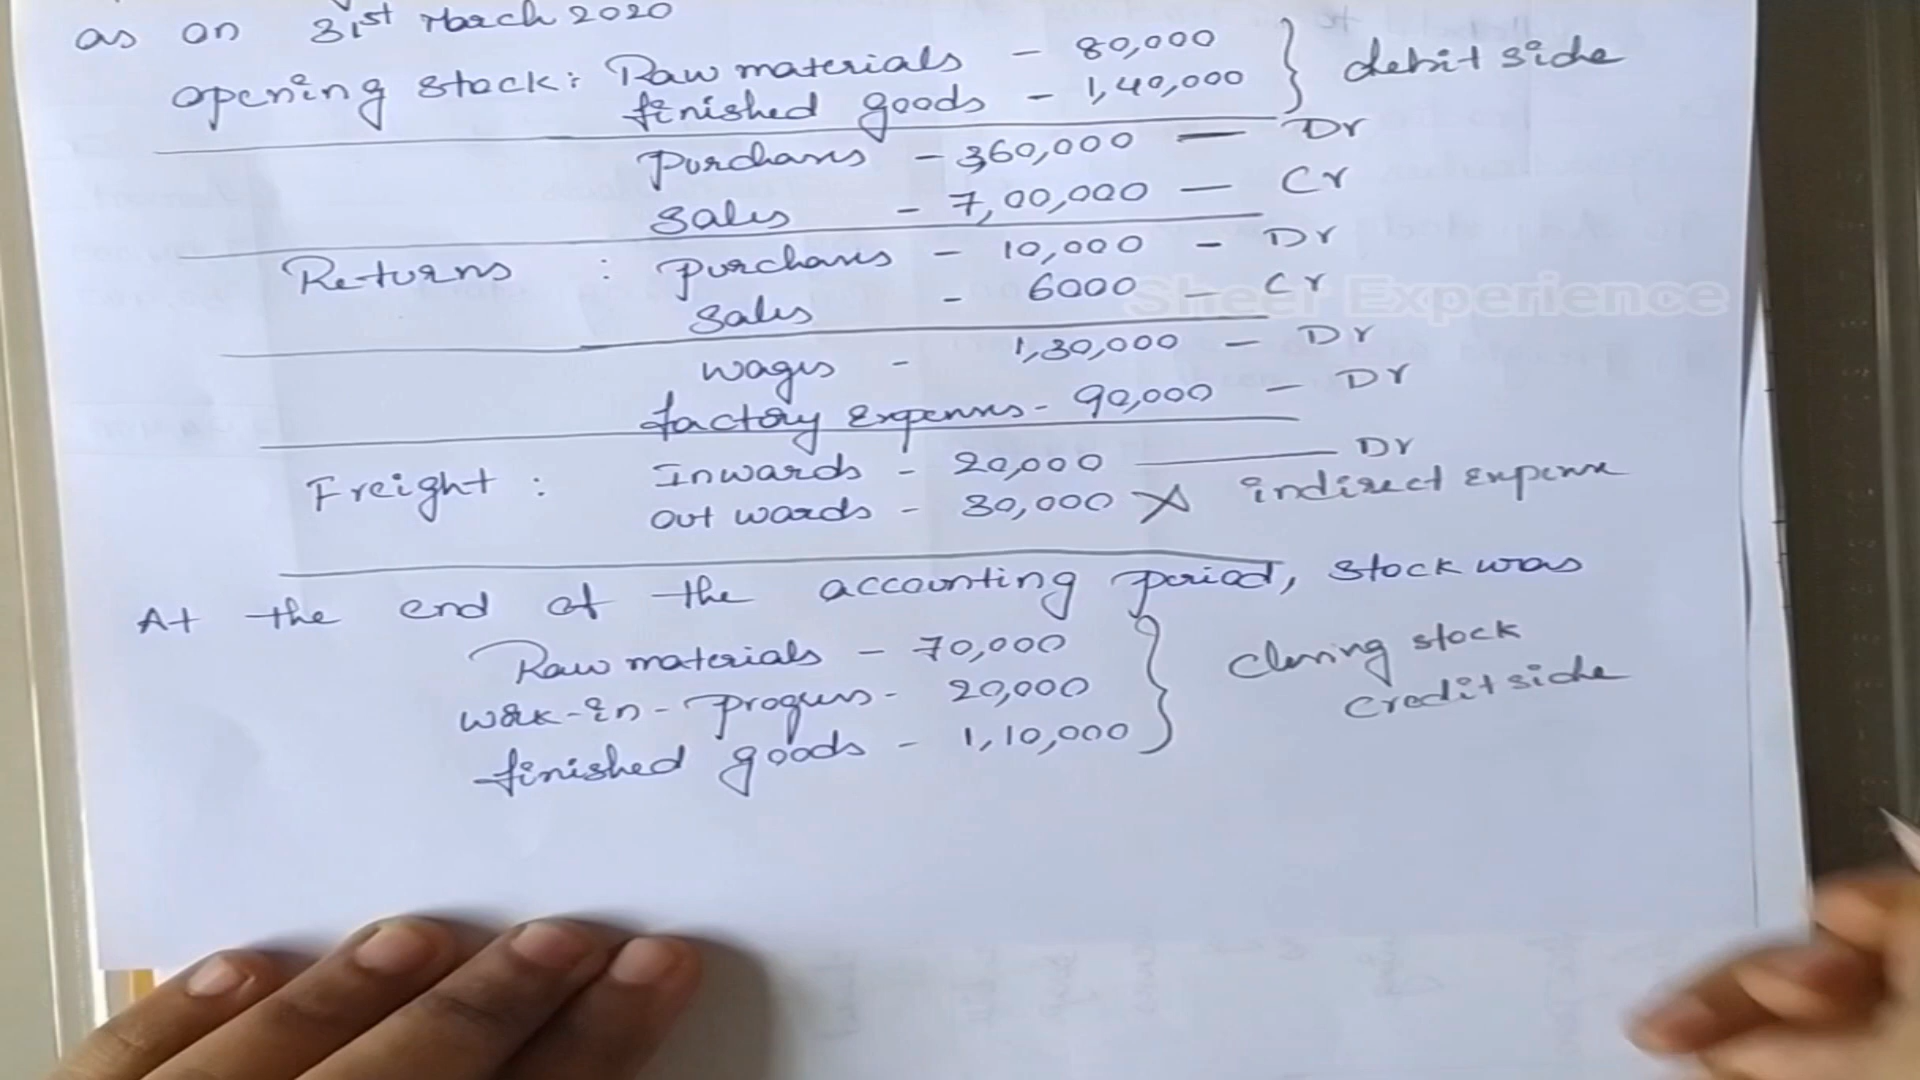 as on 31st March 2020
opening stock: Raw materials - 80,000 } debit side
finished goods - 1,40,000
purchases - 360,000 — Dr
Sales - 7,00,000 — Cr
Returns : purchases - 10,000 - Dr
Sales - 6000 - Cr
Sheer Experience
wages - 1,30,000 - Dr
factory Expenses - 90,000 - Dr
Freight : Inwards - 20,000 — Dr
out wards - 30,000 X indirect Expense
At the end of the accounting period, stock was
Raw materials - 70,000 } closing stock
work-in-progress - 20,000 credit side
finished goods - 1,10,000